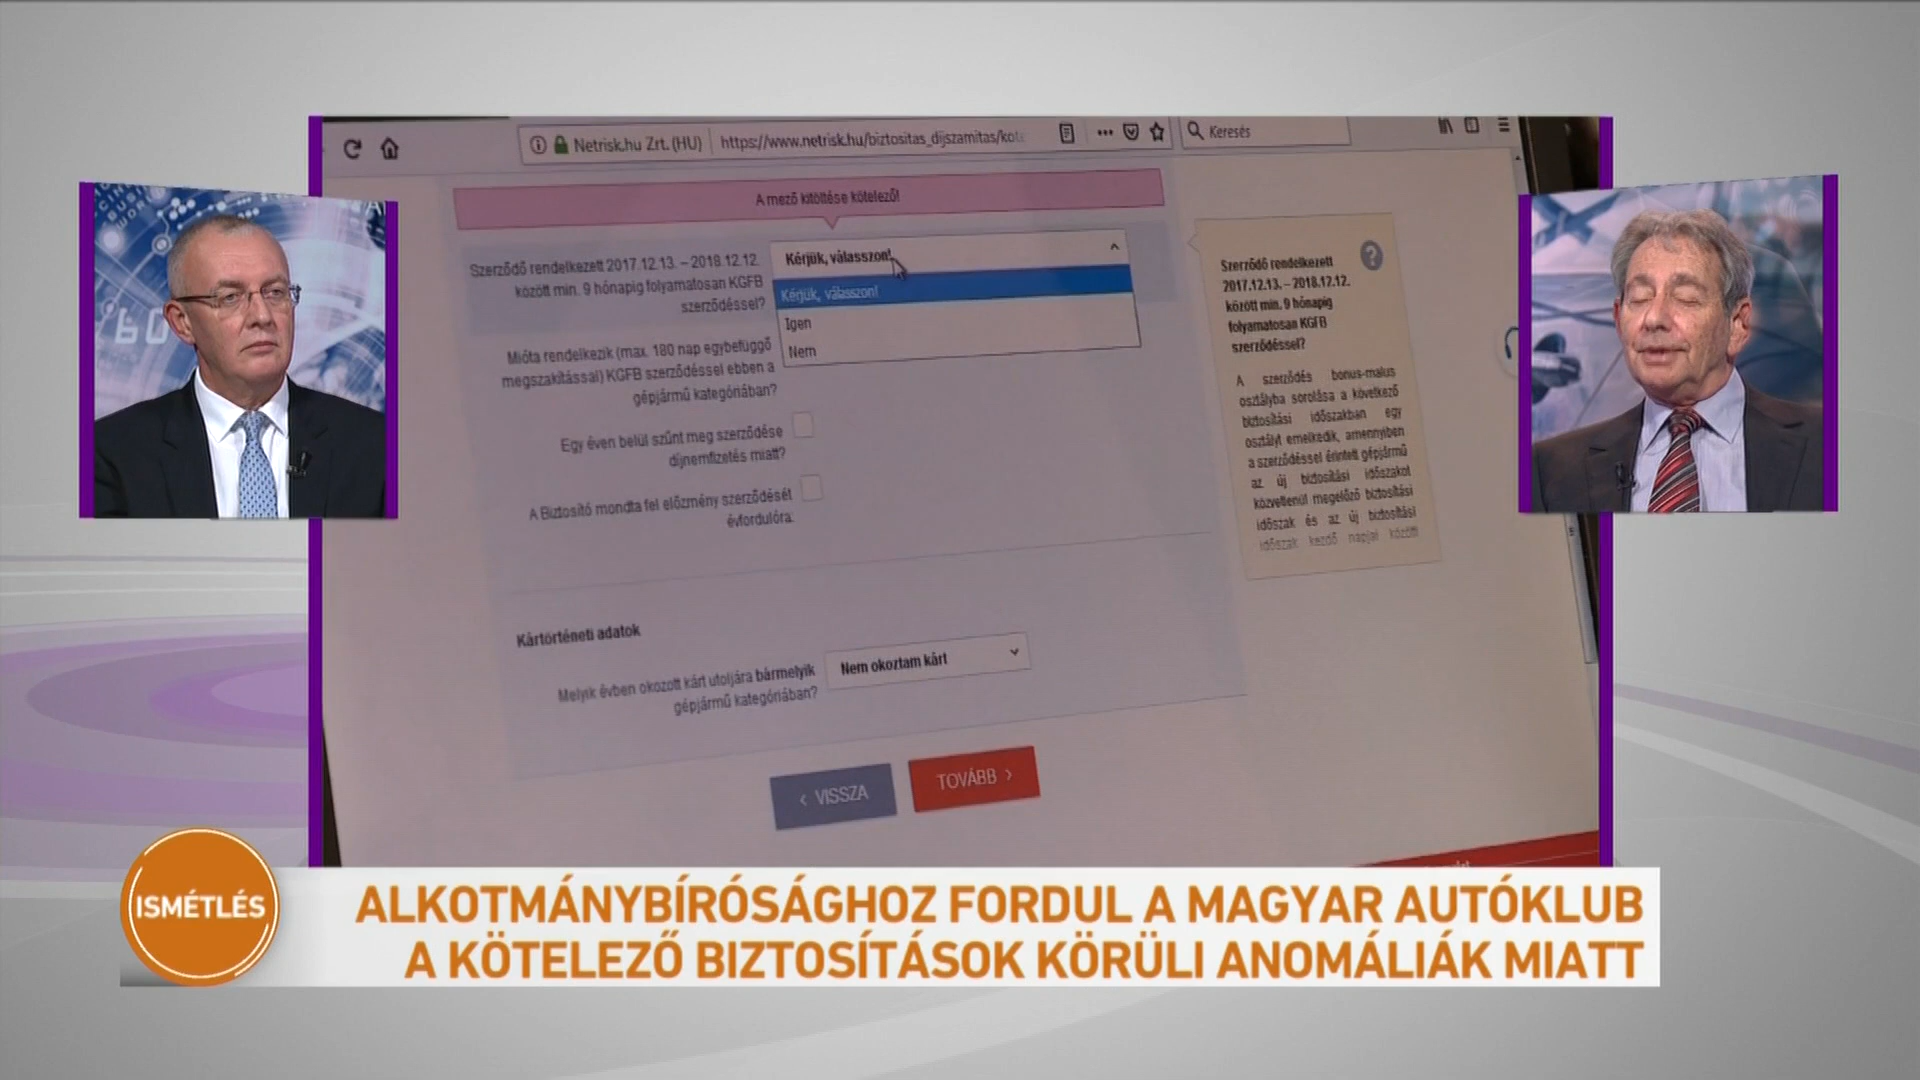 Netrisk.hu Zrt. (HU)
https://www.netrisk.hu/biztositas_dijszamitas/kote
Keresés
A mező kitöltése kötelező!
Szerződő rendelkezett 2017.12.13. – 2018.12.12.
között min. 9 hónapig folyamatosan KGFB
szerződéssel?
Kérjük, válasszon!
Kérjük, válasszon!
Igen
Nem
Mióta rendelkezik (max. 180 nap egybefüggő
megszakítással) KGFB szerződéssel ebben a
gépjármű kategóriában?
Egy éven belül szűnt meg szerződése
díjnemfizetés miatt?
A Biztosító mondta fel előzmény szerződését
évfordulóra:
Kártörténeti adatok
Melyik évben okozott kárt utoljára bármelyik
gépjármű kategóriában?
Nem okoztam kárt
‹ VISSZA
TOVÁBB ›
?
Szerződő rendelkezett
2017.12.13. – 2018.12.12.
között min. 9 hónapig
folyamatosan KGFB
szerződéssel?
A szerződés bonus-malus
osztályba sorolása a következő
biztosítási időszakban egy
osztályt emelkedik, amennyiben
a szerződéssel érintett gépjármű
az új biztosítási időszakot
közvetlenül megelőző biztosítási
időszak és az új biztosítási
időszak kezdő napjai között
ISMÉTLÉS
ALKOTMÁNYBÍRÓSÁGHOZ FORDUL A MAGYAR AUTÓKLUB
A KÖTELEZŐ BIZTOSÍTÁSOK KÖRÜLI ANOMÁLIÁK MIATT